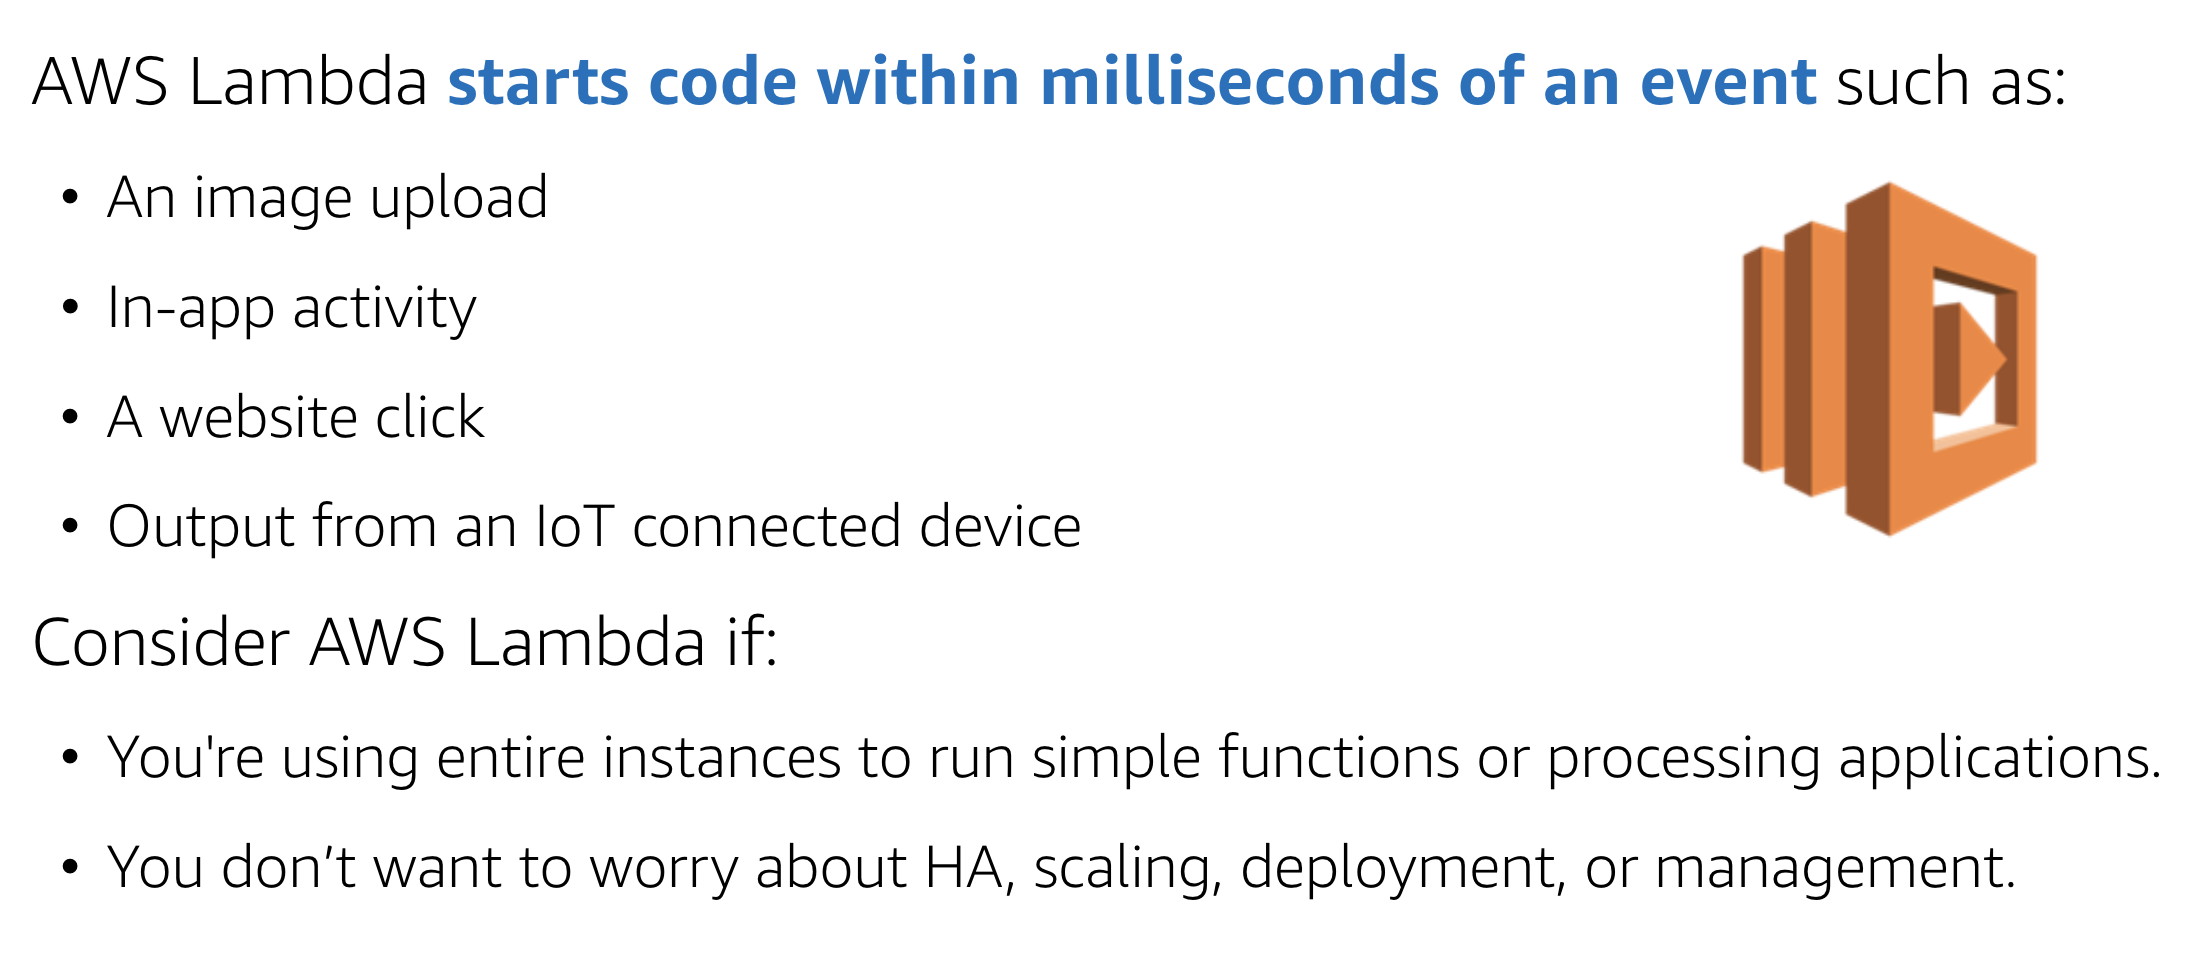 AWS Lambda starts code within milliseconds of an event such as:
• An image upload
• In-app activity
• A website click
• Output from an IoT connected device
Consider AWS Lambda if:
• You're using entire instances to run simple functions or processing applications.
• You don’t want to worry about HA, scaling, deployment, or management.